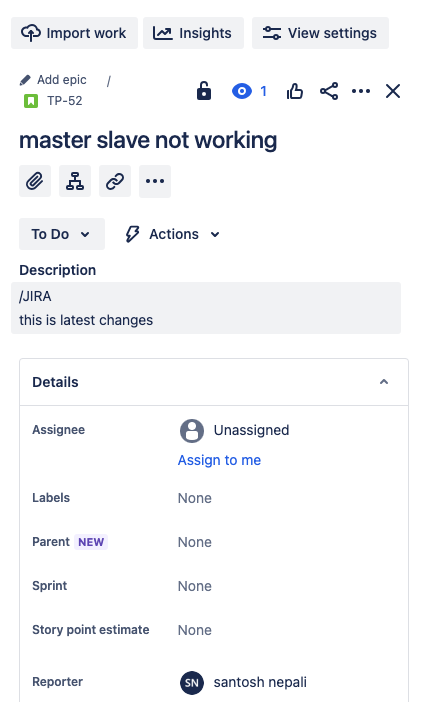 Import work Insights View settings
Add epic /
TP-52
1
master slave not working
To Do Actions
Description
/JIRA
this is latest changes
Details
Assignee Unassigned
Assign to me
Labels None
Parent NEW None
Sprint None
Story point estimate None
Reporter SN santosh nepali